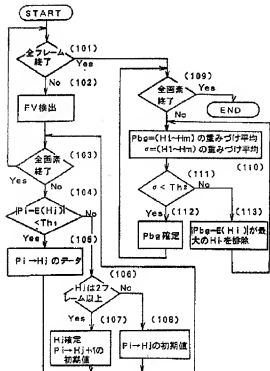 START
(101)
全フレーム
終了
Yes
No
(102)
FV検出
(103)
全画素
終了
Yes
No
(104)
|Pi-E(Hj)|
<Th1
No
Yes
(105)
Pi→Hjのデータ
(106)
Hjは2フ
レーム以上
No
Yes
(107)
Hj確定
Pi→Hj+1の
初期値
(108)
Pi→Hjの初期値
(109)
全画素
終了
Yes
No
END
Pbg=(H1~Hm)の重みづけ平均
σ=(H1~Hm)の重みづけ平均
(110)
(111)
σ<Th2
No
Yes
(112)
Pbg確定
(113)
|Pbg-E(Hi)|が最
大のHiを排除